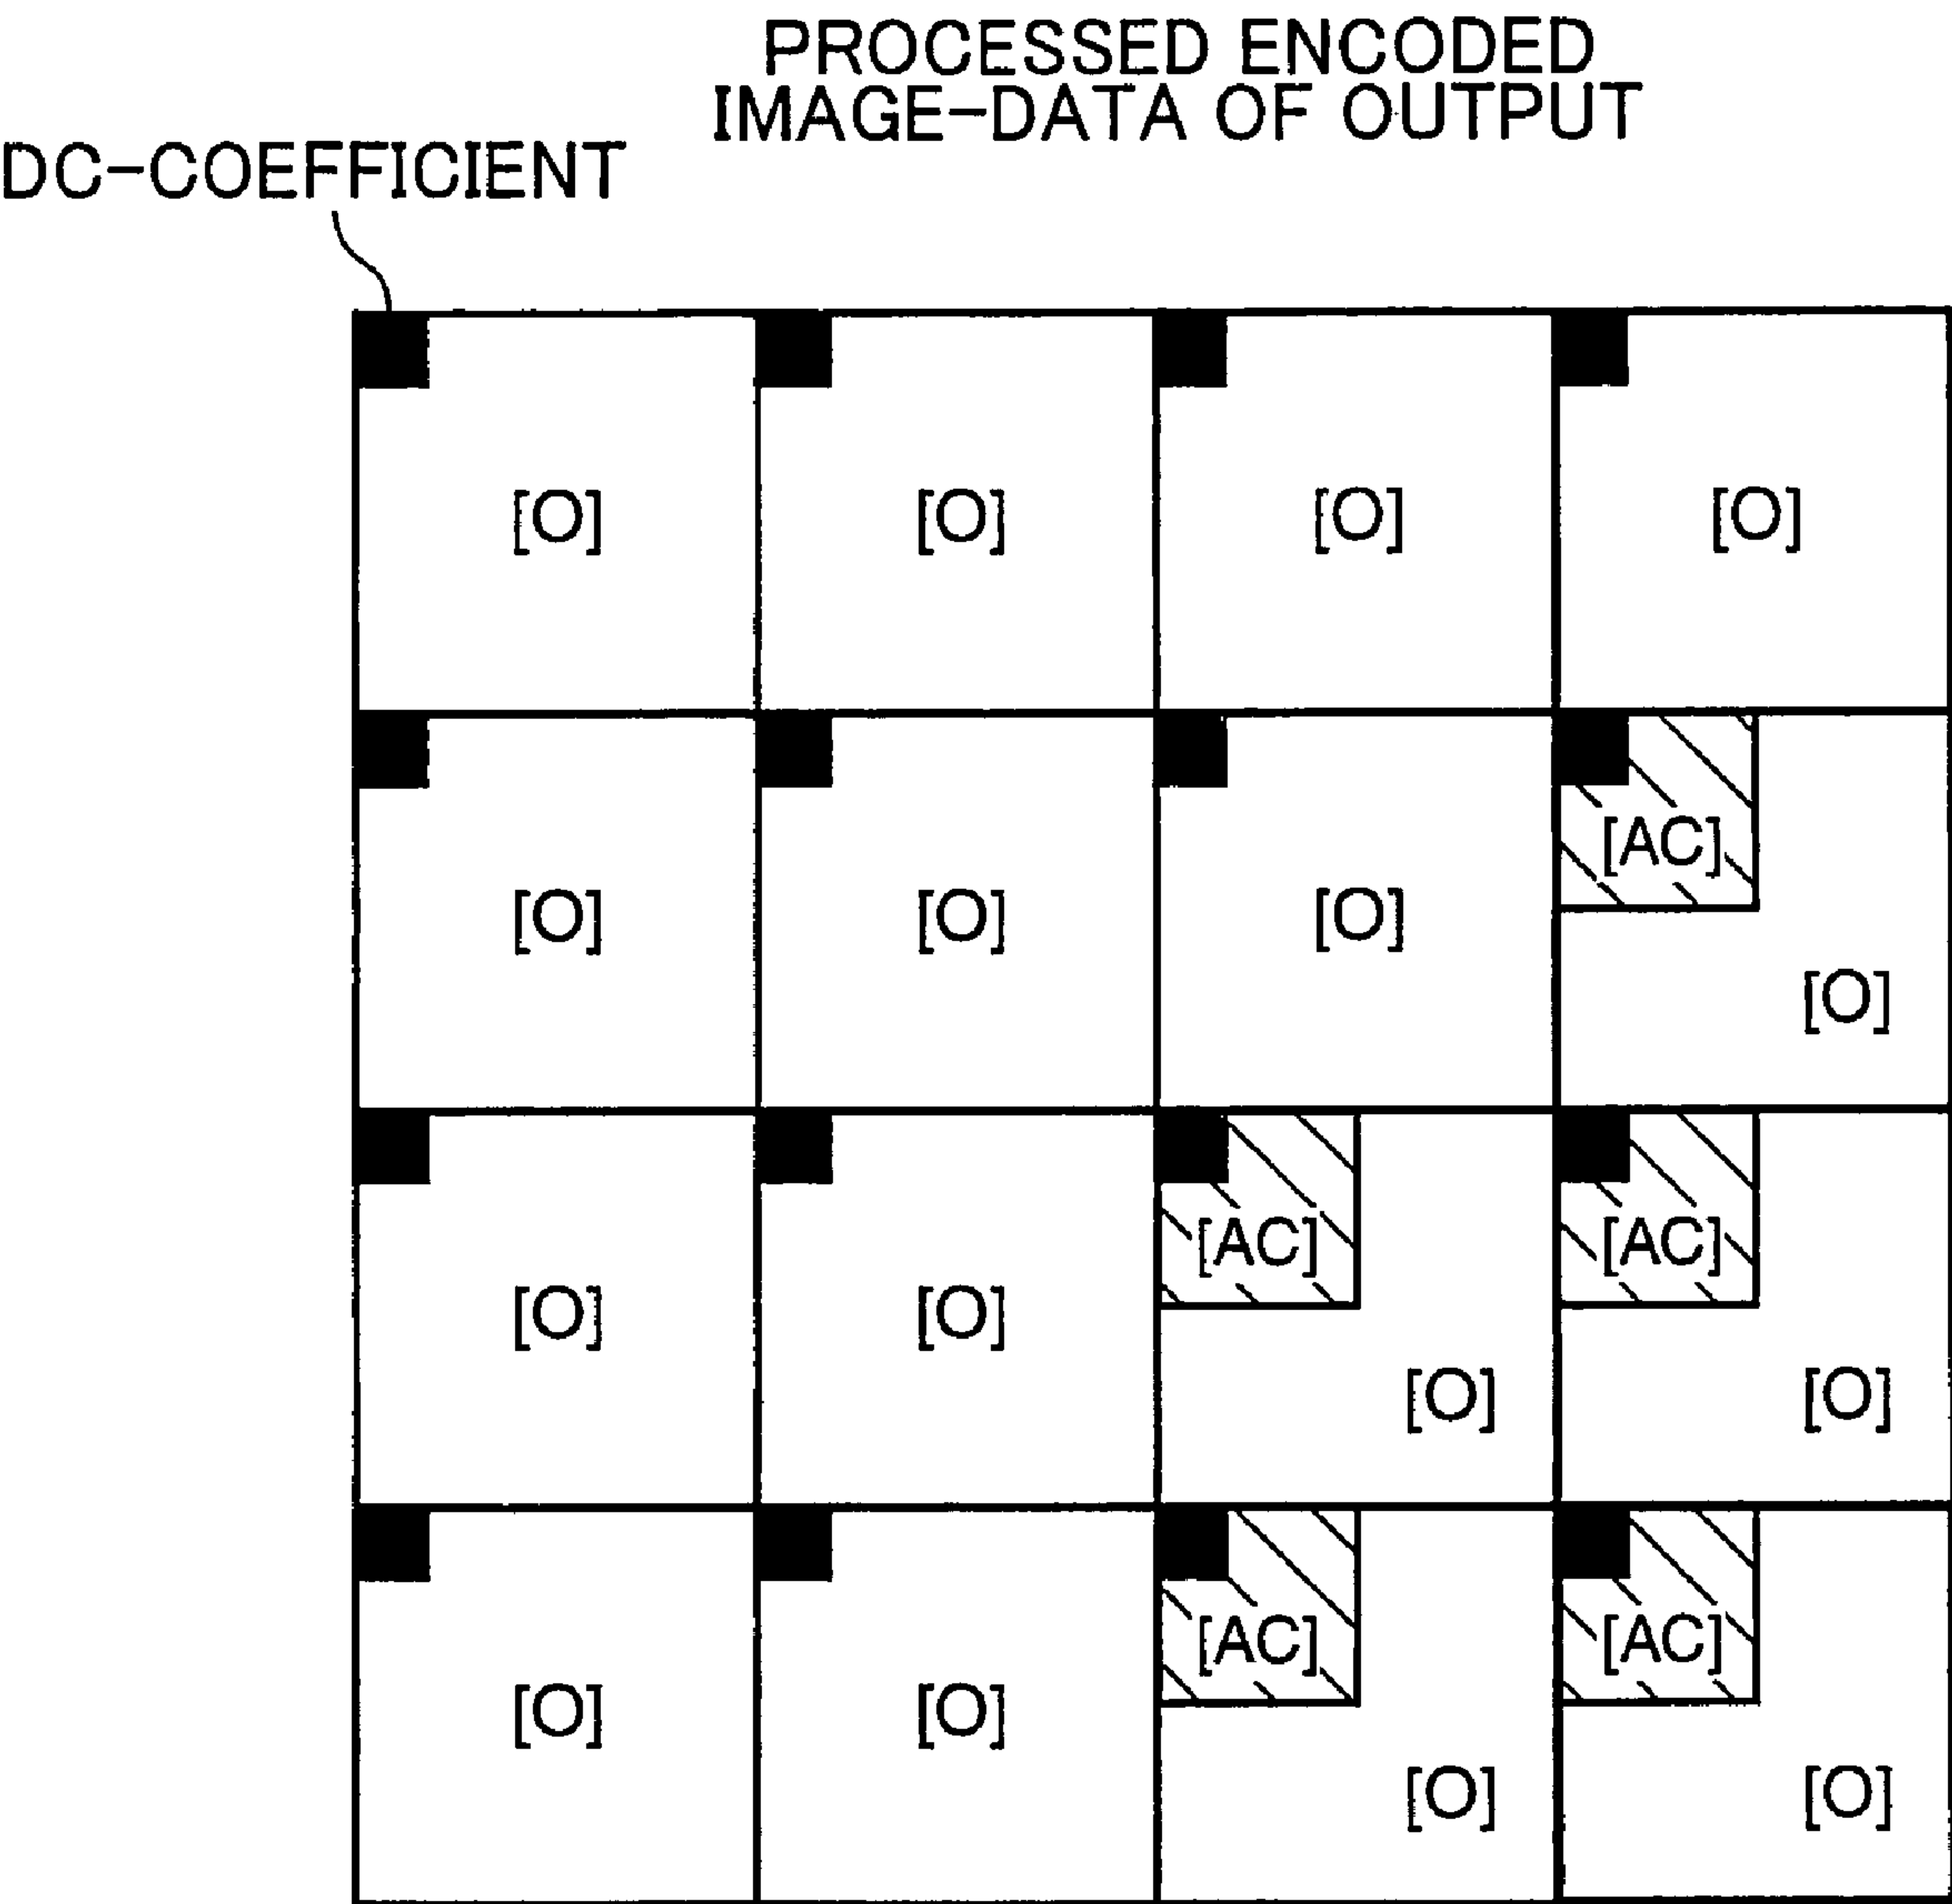 PROCESSED ENCODED
IMAGE-DATA OF OUTPUT
DC-COEFFICIENT
[O] [O] [O] [O]
[AC]
[O] [O] [O]
[O]
[AC] [AC]
[O] [O]
[O] [O]
[AC] [AC]
[O] [O]
[O] [O]